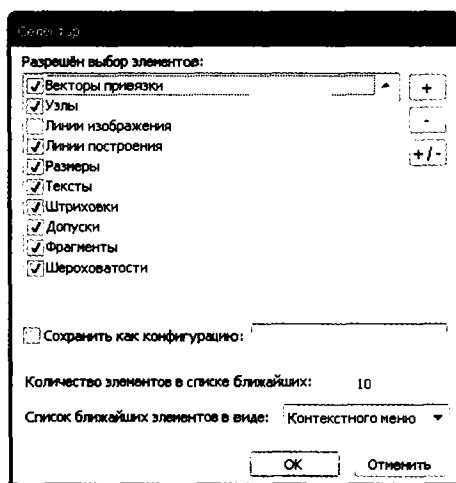 Селектор
Разрешён выбор элементов:
Векторы привязки
+
Узлы
Линии изображения
-
Линии построения
+/-
Размеры
Тексты
Штриховки
Допуски
Фрагменты
Шероховатости
Сохранить как конфигурацию:
Количество элементов в списке ближайших: 10
Список ближайших элементов в виде: Контекстного меню
OK Отменить